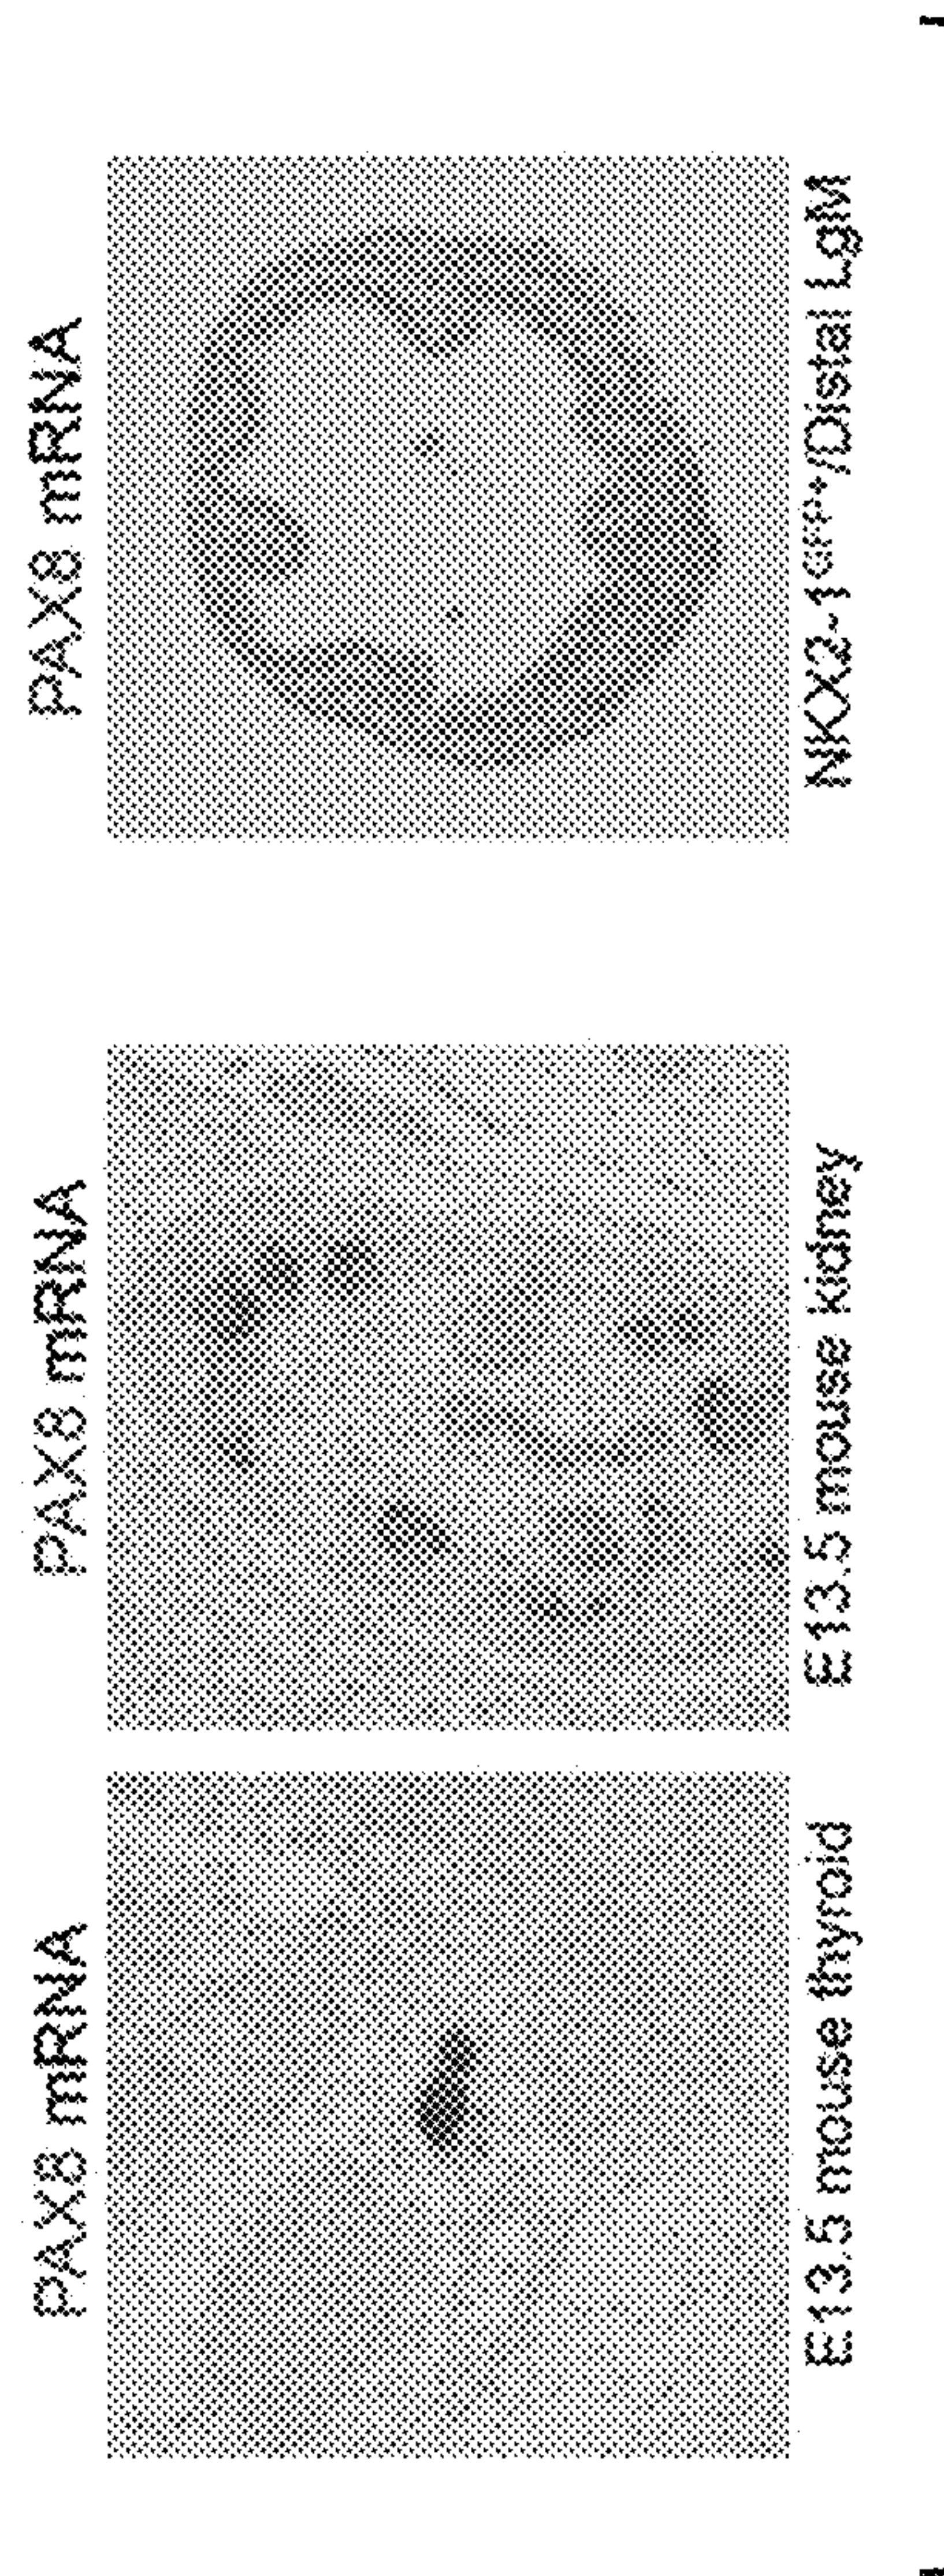 PAX8 mRNA
E13.5 mouse thyroid
PAX8 mRNA
E13.5 mouse kidney
PAX8 mRNA
NKX2-1GFP+/Distal LgM